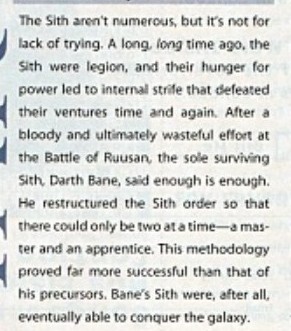 The Sith aren't numerous, but it's not for
lack of trying. A long, long time ago, the
Sith were legion, and their hunger for
power led to internal strife that defeated
their ventures time and again. After a
bloody and ultimately wasteful effort at
the Battle of Ruusan, the sole surviving
Sith, Darth Bane, said enough is enough.
He restructured the Sith order so that
there could only be two at a time—a mas-
ter and an apprentice. This methodology
proved far more successful than that of
his precursors. Bane's Sith were, after all,
eventually able to conquer the galaxy.